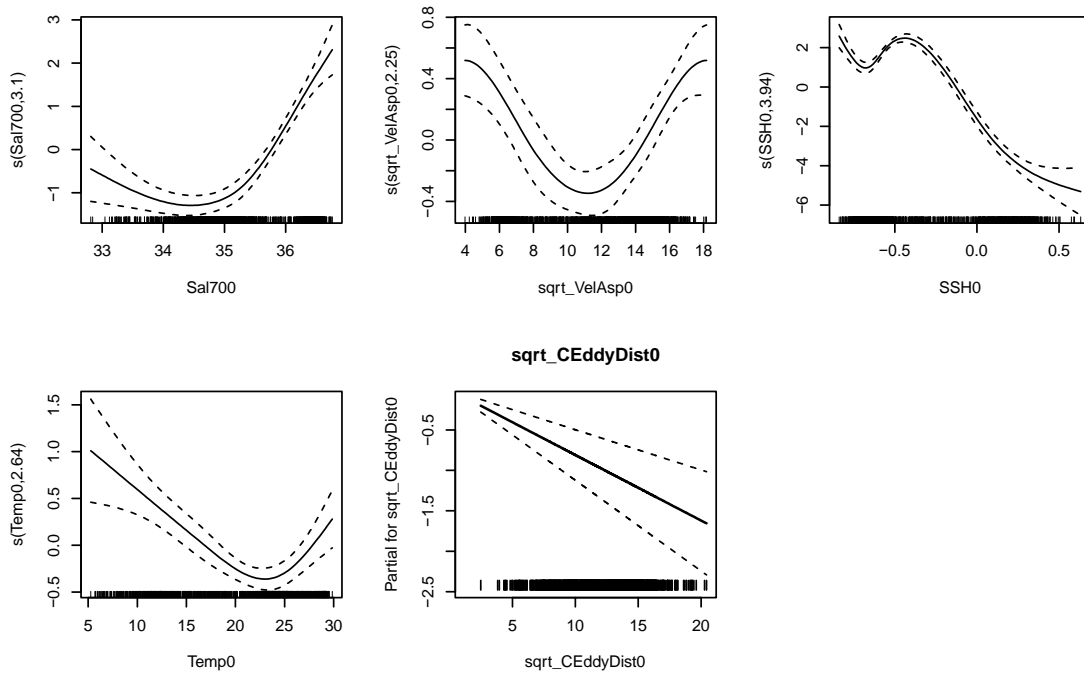 s(Sal700,3.1)
3
2
1
0
−1
33 34 35 36
Sal700
s(sqrt_VelAsp0,2.25)
0.8
0.4
0.0
−0.4
4 6 8 10 12 14 16 18
sqrt_VelAsp0
s(SSH0,3.94)
2
0
−2
−4
−6
−0.5 0.0 0.5
SSH0
s(Temp0,2.64)
1.5
1.0
0.5
0.0
−0.5
5 10 15 20 25 30
Temp0
sqrt_CEddyDist0
Partial for sqrt_CEddyDist0
−0.5
−1.5
−2.5
5 10 15 20
sqrt_CEddyDist0